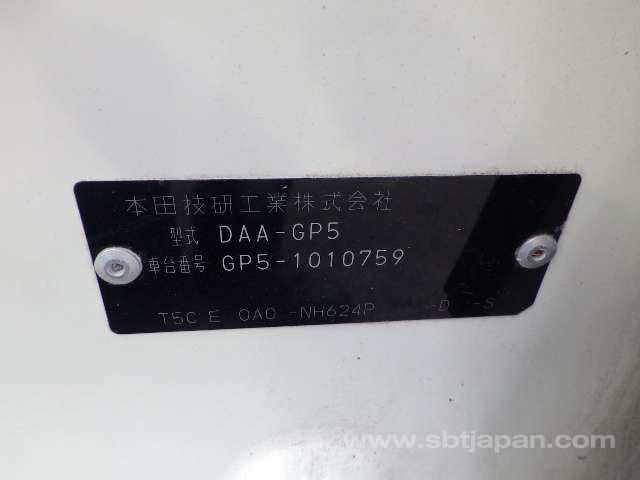 本田技研工業株式会社
型式 DAA-GP5
車台番号 GP5-1010759
T5C E 0A0 -NH624P -D -S
www.sbtjapan.com